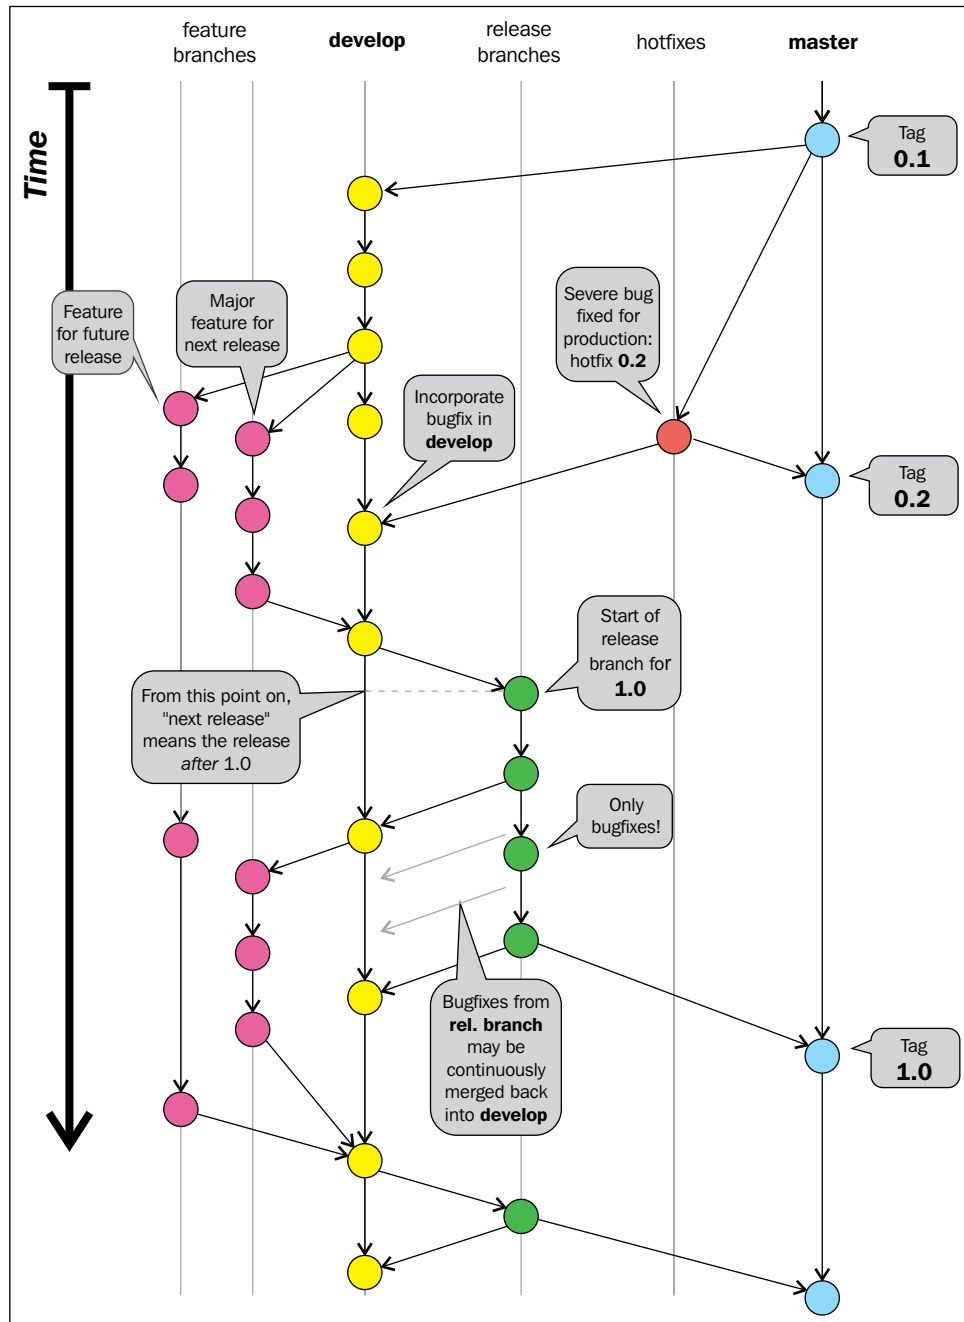 feature
branches
develop
release
branches
hotfixes
master
Time
Tag
0.1
Feature
for future
release
Major
feature for
next release
Severe bug
fixed for
production:
hotfix 0.2
Incorporate
bugfix in
develop
Tag
0.2
Start of
release
branch for
1.0
From this point on,
"next release"
means the release
after 1.0
Only
bugfixes!
Bugfixes from
rel. branch
may be
continuously
merged back
into develop
Tag
1.0